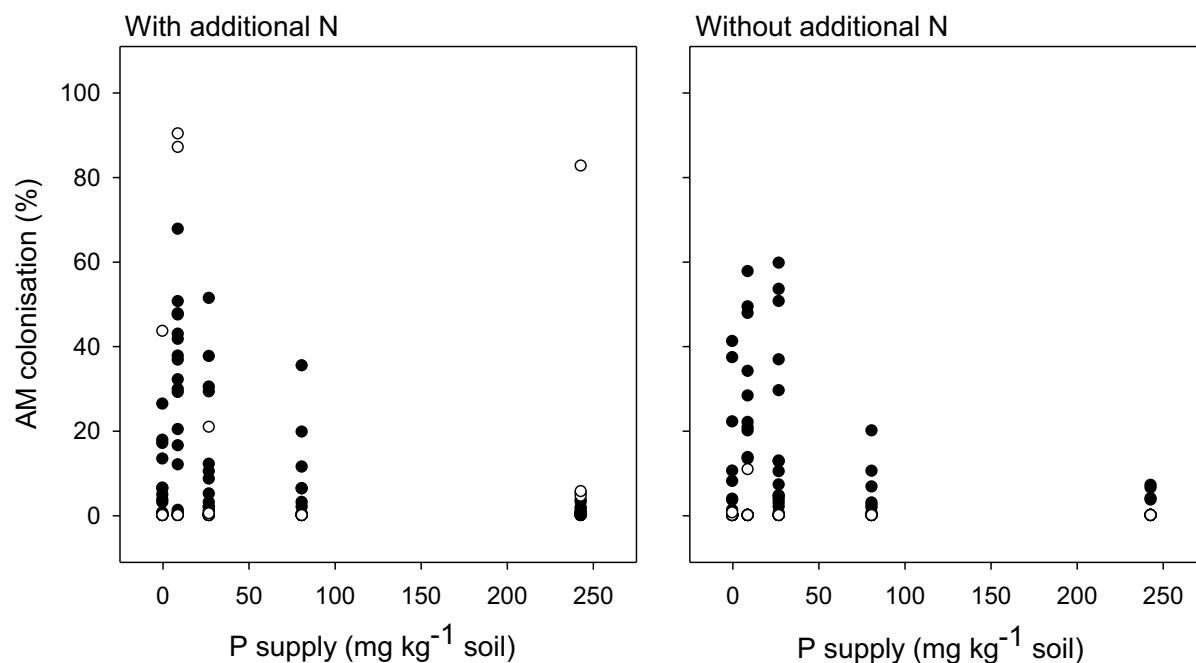 With additional N
Without additional N
AM colonisation (%)
100
80
60
40
20
0
0 50 100 150 200 250
0 50 100 150 200 250
P supply (mg kg⁻¹ soil)
P supply (mg kg⁻¹ soil)